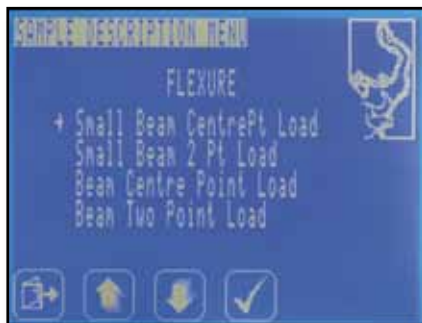 SAMPLE DESCRIPTION MENU
FLEXURE
Small Beam CentrePt Load
Small Beam 2 Pt Load
Beam Centre Point Load
Beam Two Point Load